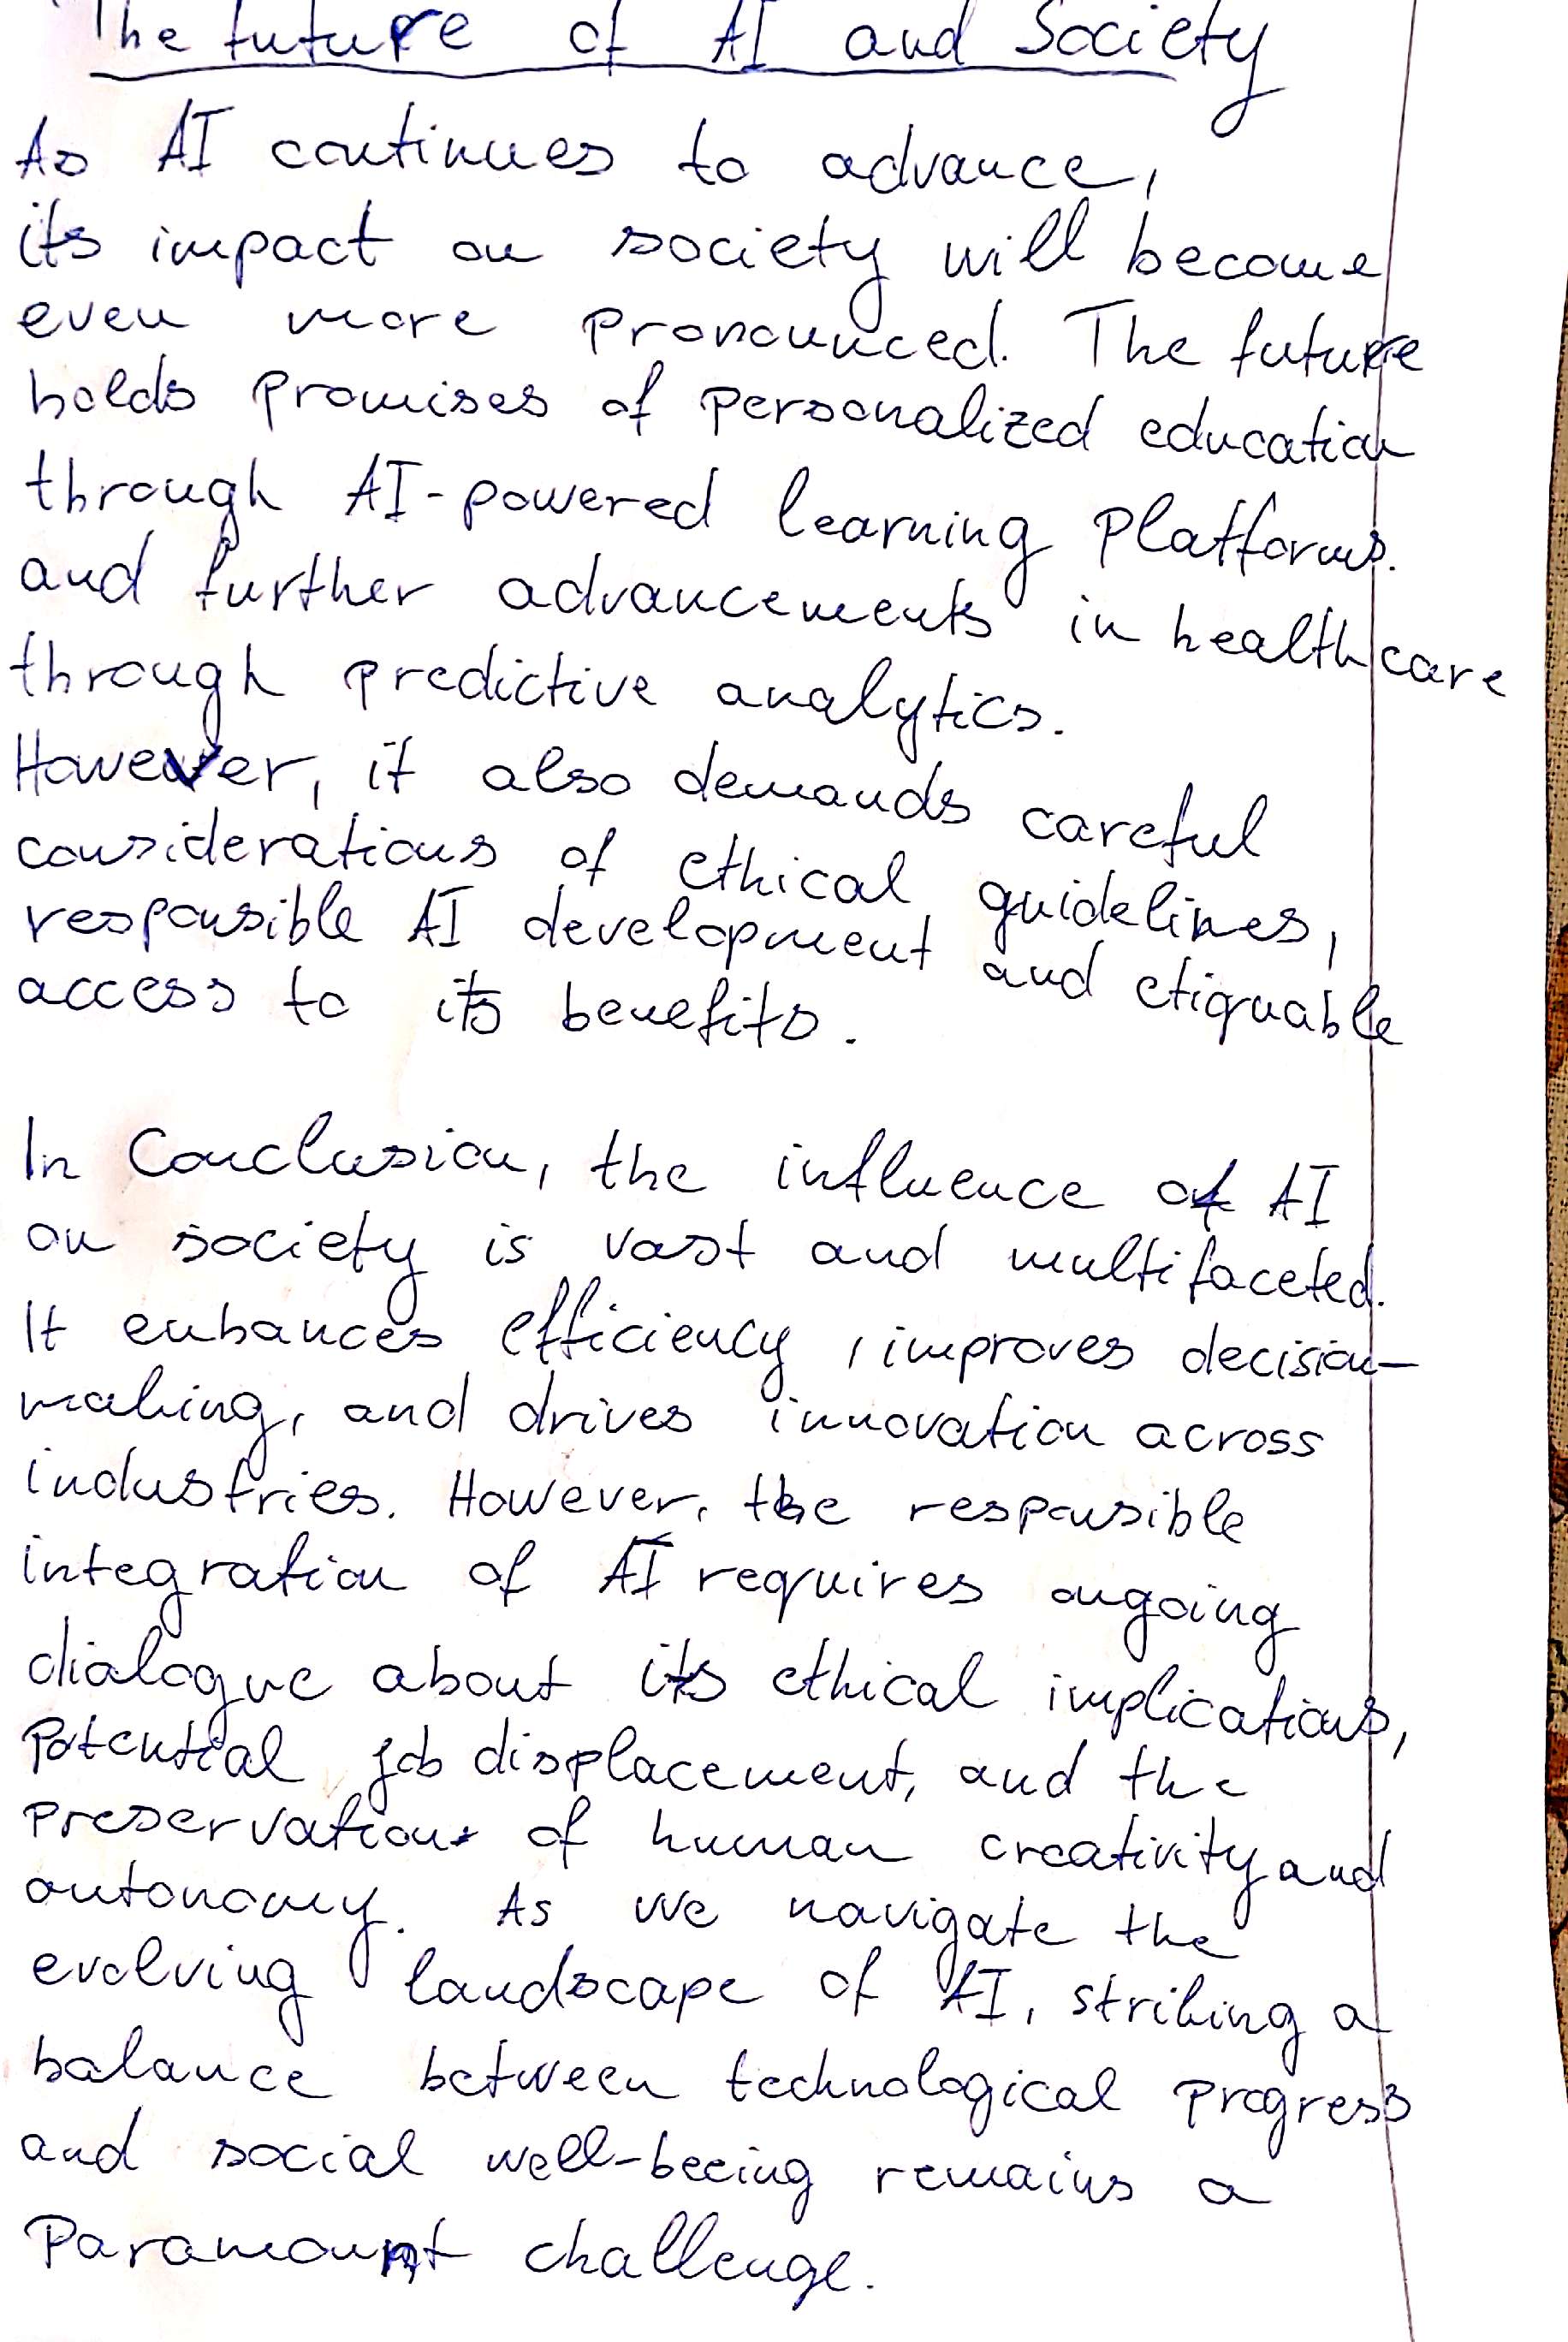 The future of AI and Society
As AI continues to advance,
its impact on society will become
even more pronounced. The future
holds promises of personalized education
through AI-powered learning platforms.
and further advancements in healthcare
through predictive analytics.
However, it also demands careful
considerations of ethical guidelines,
responsible AI development and etiquable
access to its benefits.
In Conclusion, the influence of AI
on society is vast and multifaceted.
It enhances efficiency, improves decision-
making, and drives innovation across
industries. However, the responsible
integration of AI requires ongoing
dialogue about its ethical implications,
Potential job displacement, and the
preservation of human creativity and
autonomy. As we navigate the
evolving landscape of AI, striking a
balance between technological progress
and social well-beeing remains a
Paramount challenge.